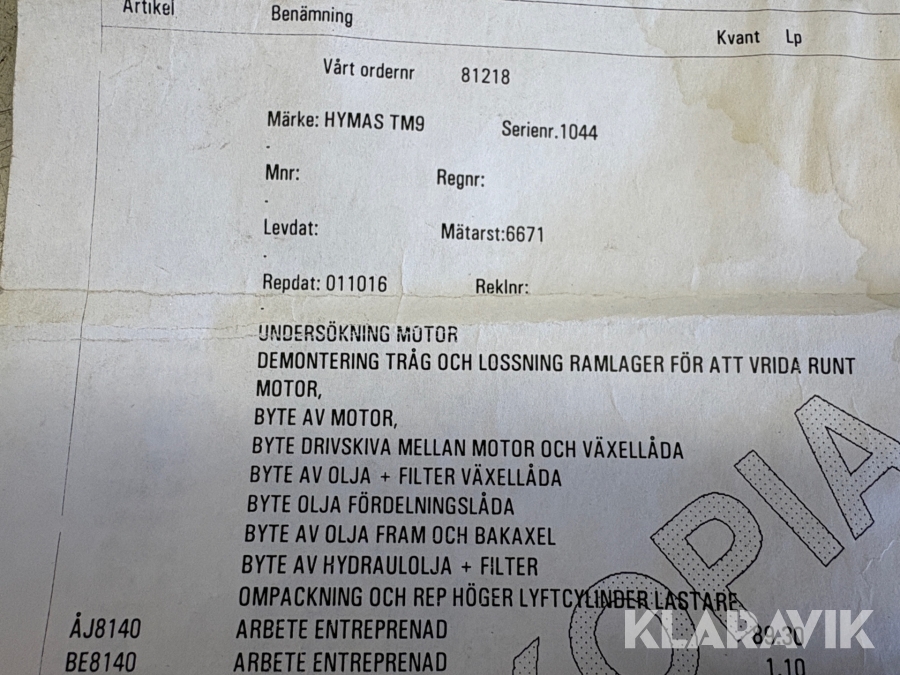 Artikel Benämning
Kvant Lp
Vårt ordernr 81218
Märke: HYMAS TM9 Serienr.1044
Mnr: Regnr:
Levdat: Mätarst:6671
Repdat: 011016 Reklnr:
UNDERSÖKNING MOTOR
DEMONTERING TRÅG OCH LOSSNING RAMLAGER FÖR ATT VRIDA RUNT
MOTOR,
BYTE AV MOTOR,
BYTE DRIVSKIVA MELLAN MOTOR OCH VÄXELLÅDA
BYTE AV OLJA + FILTER VÄXELLÅDA
BYTE OLJA FÖRDELNINGSLÅDA
BYTE AV OLJA FRAM OCH BAKAXEL
BYTE AV HYDRAULOLJA + FILTER
OMPACKNING OCH REP HÖGER LYFTCYLINDER LASTARE.
ÅJ8140 ARBETE ENTREPRENAD 89.30
BE8140 ARBETE ENTREPRENAD 1.10
KOPIA
KLARAVIK